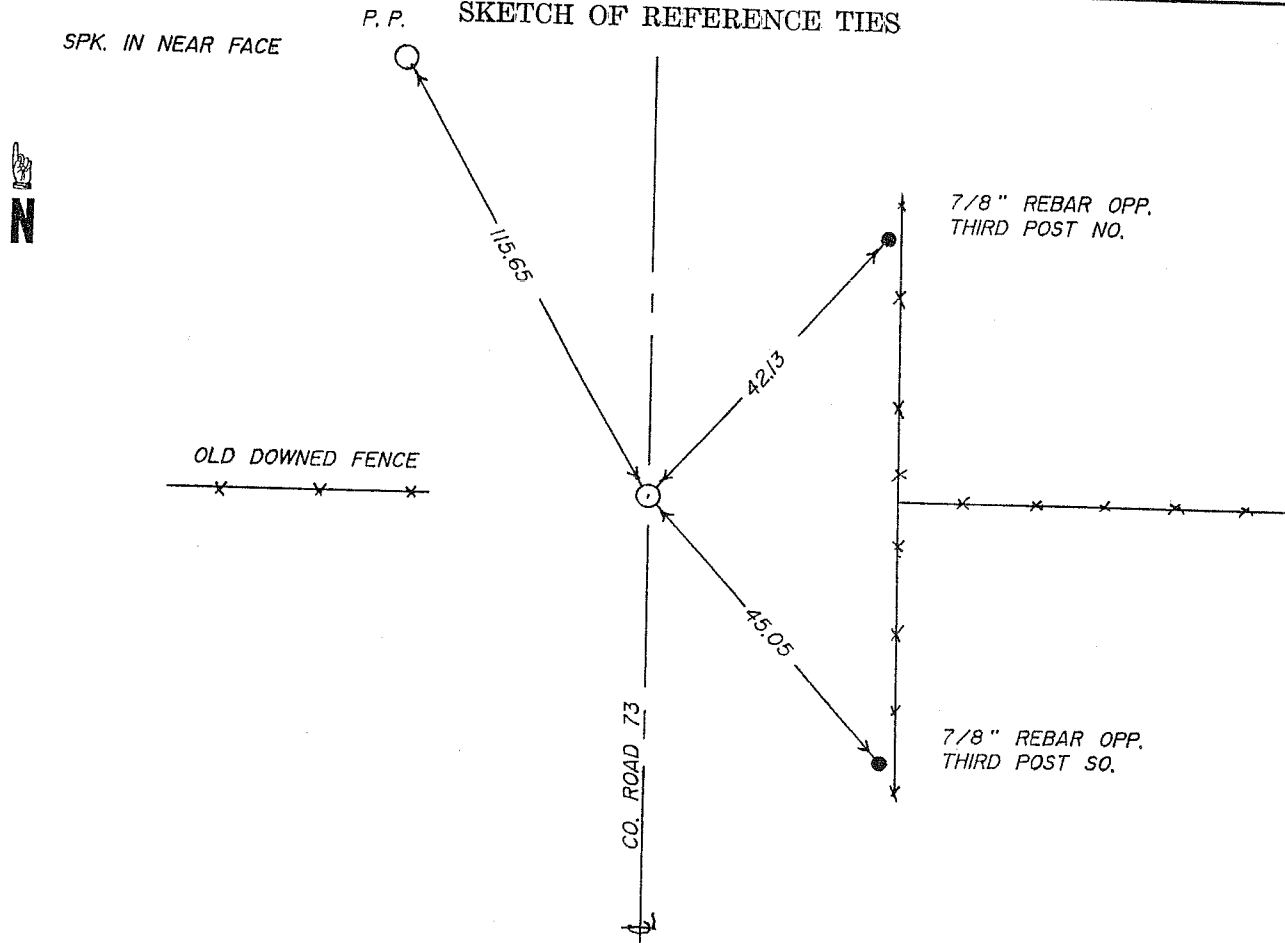 SKETCH OF REFERENCE TIES
P. P.
SPK. IN NEAR FACE
N
7/8" REBAR OPP.
THIRD POST NO.
115.65
42.13
OLD DOWNED FENCE
45.05
CO. ROAD 73
7/8" REBAR OPP.
THIRD POST SO.